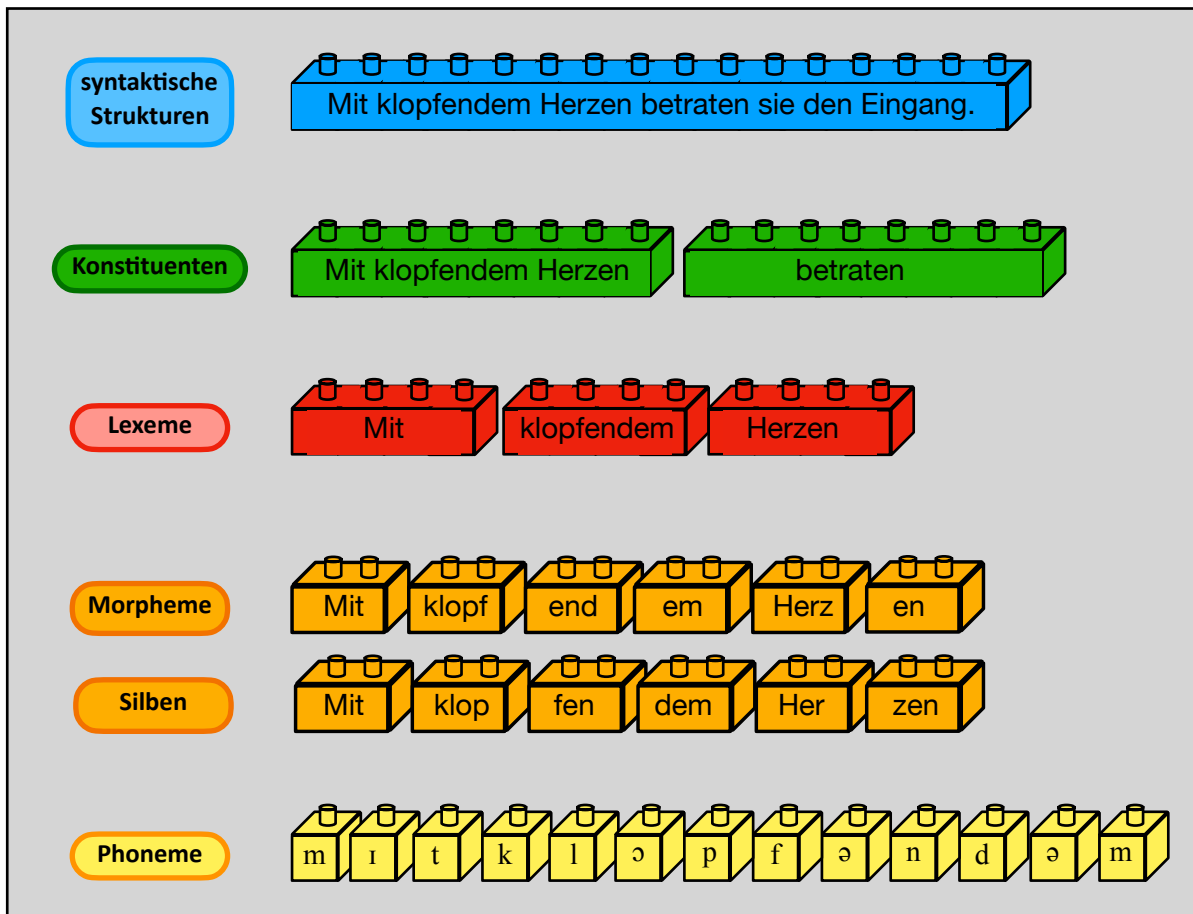 syntaktische
Strukturen
Mit klopfendem Herzen betraten sie den Eingang.
Konstituenten
Mit klopfendem Herzen betraten
Lexeme
Mit klopfendem Herzen
Morpheme
Mit klopf end em Herz en
Silben
Mit klop fen dem Her zen
Phoneme
m ɪ t k l ɔ p f ə n d ə m